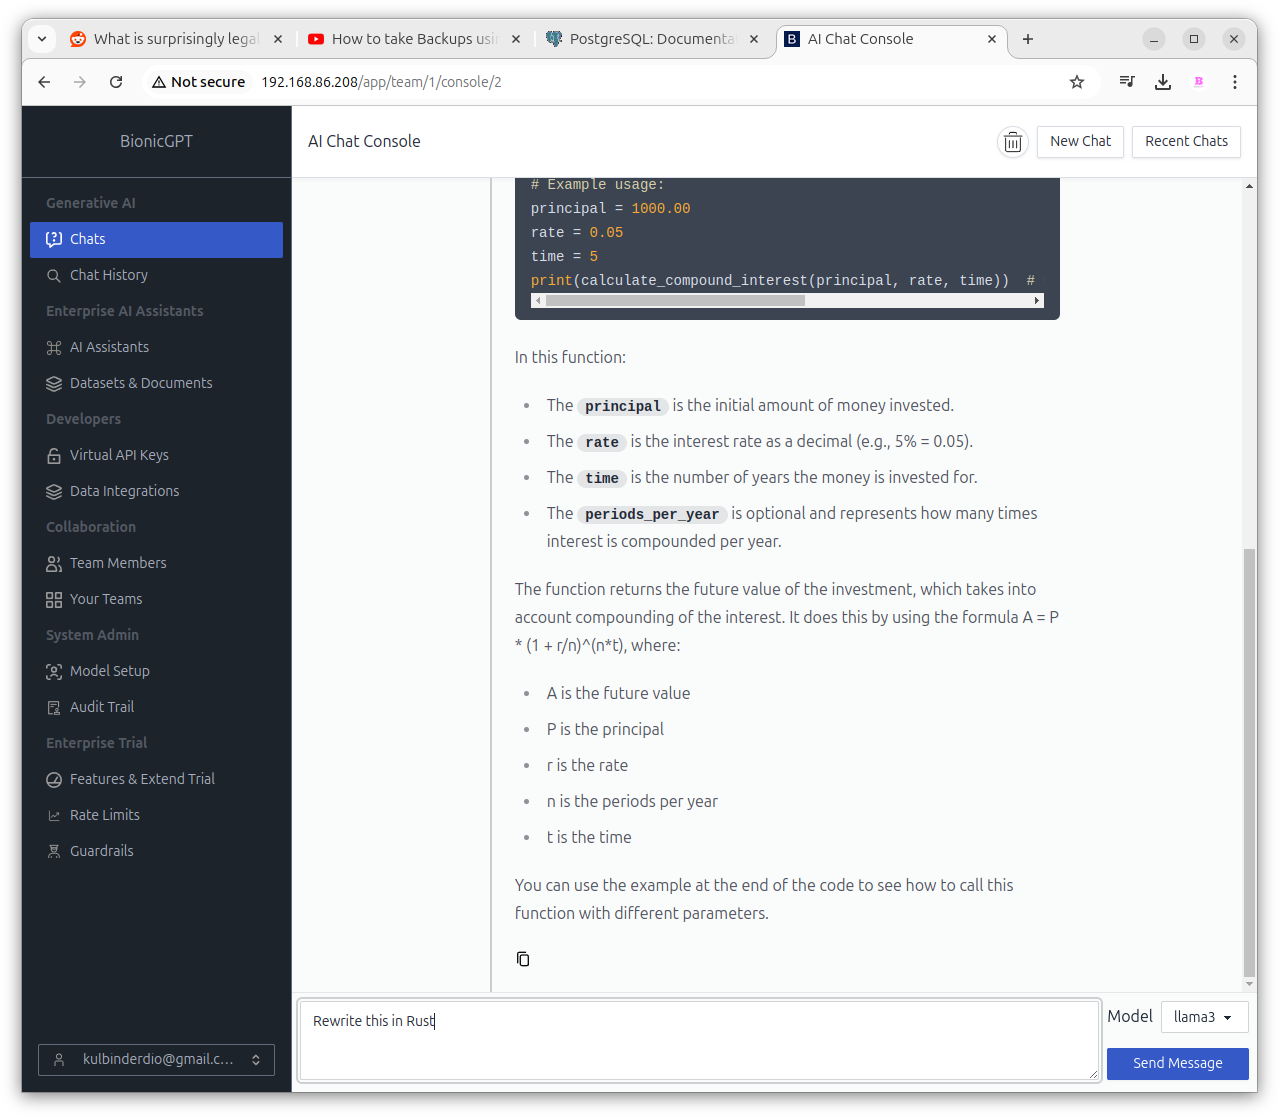 What is surprisingly legal
How to take Backups usin
PostgreSQL: Documenta
B AI Chat Console
Not secure 192.168.86.208/app/team/1/console/2
BionicGPT
AI Chat Console
New Chat
Recent Chats
Generative AI
Chats
Chat History
Enterprise AI Assistants
AI Assistants
Datasets & Documents
Developers
Virtual API Keys
Data Integrations
Collaboration
Team Members
Your Teams
System Admin
Model Setup
Audit Trail
Enterprise Trial
Features & Extend Trial
Rate Limits
Guardrails
kulbinderdio@gmail.c...
# Example usage:
principal = 1000.00
rate = 0.05
time = 5
print(calculate_compound_interest(principal, rate, time))  #
In this function:
• The principal is the initial amount of money invested.
• The rate is the interest rate as a decimal (e.g., 5% = 0.05).
• The time is the number of years the money is invested for.
• The periods_per_year is optional and represents how many times
interest is compounded per year.
The function returns the future value of the investment, which takes into
account compounding of the interest. It does this by using the formula A = P
* (1 + r/n)^(n*t), where:
• A is the future value
• P is the principal
• r is the rate
• n is the periods per year
• t is the time
You can use the example at the end of the code to see how to call this
function with different parameters.
Rewrite this in Rust
Model llama3
Send Message